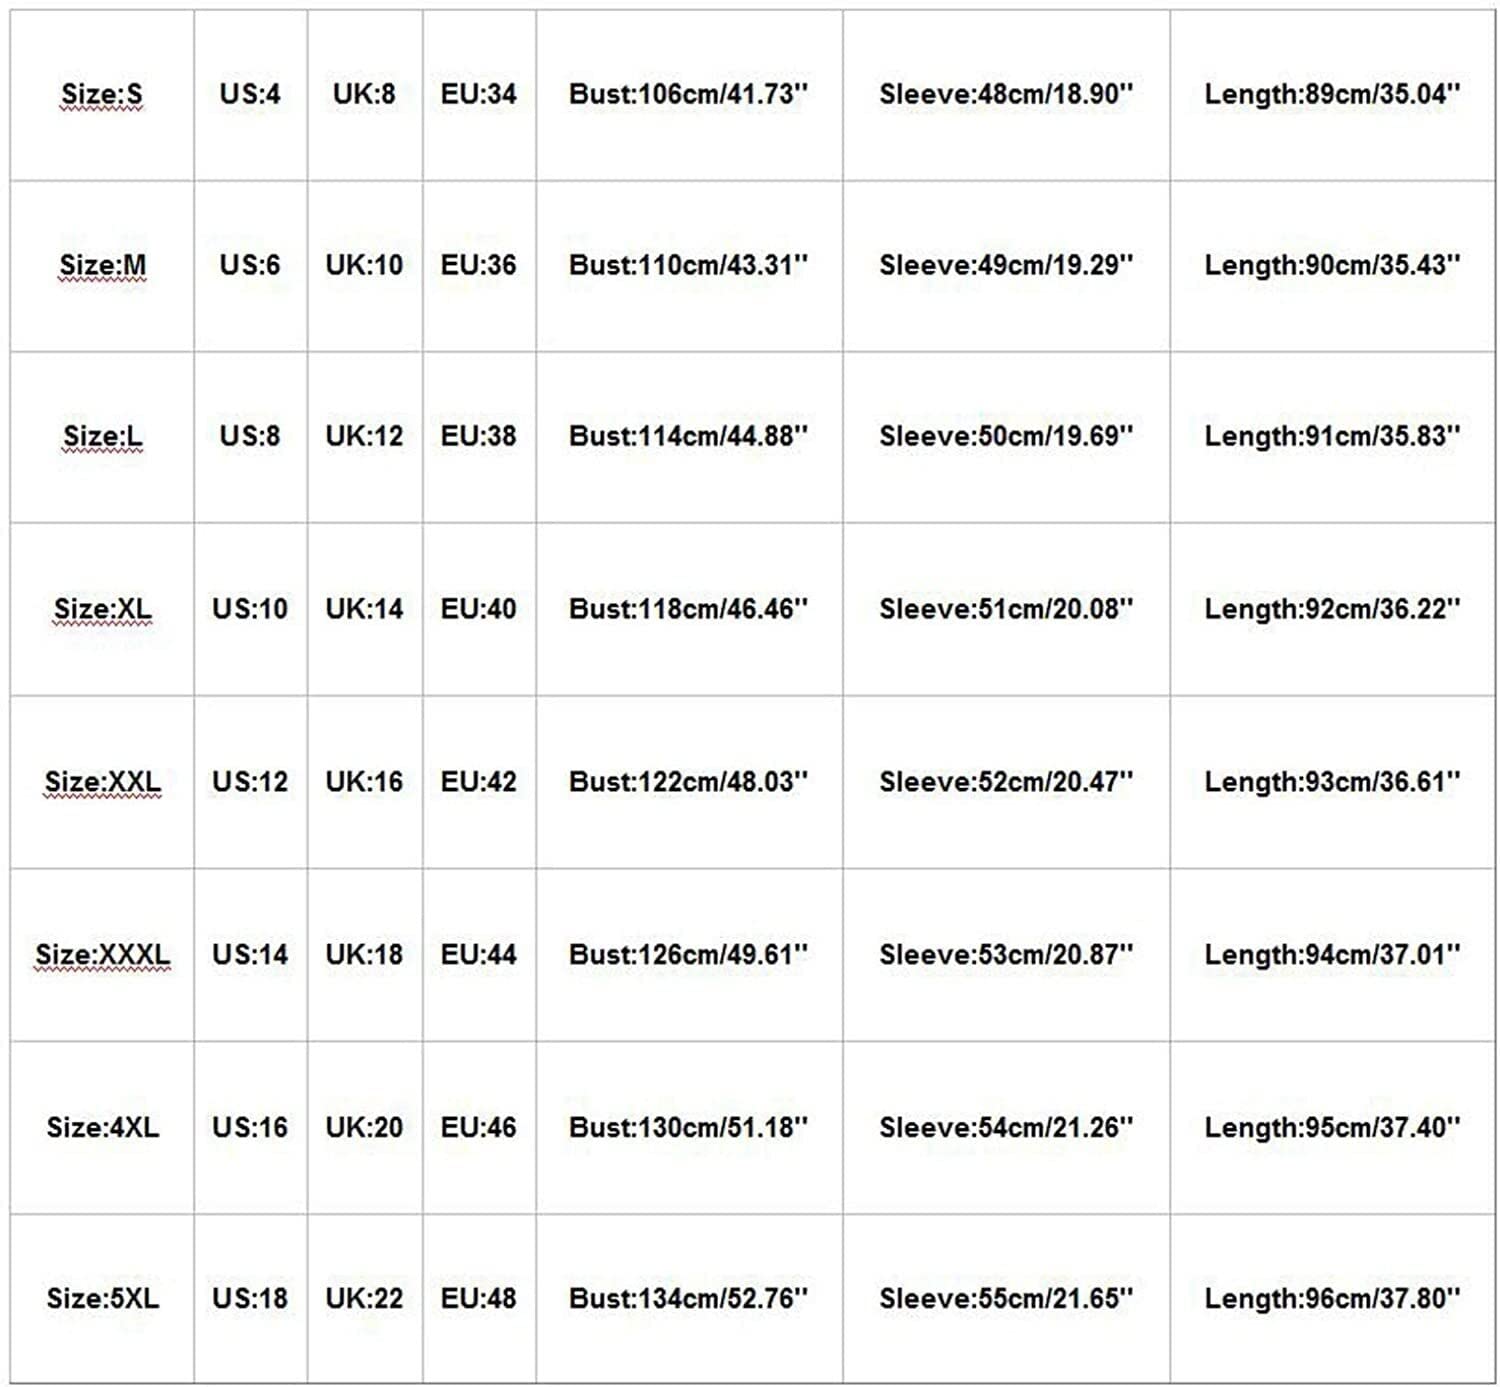 Size:S US:4 UK:8 EU:34 Bust:106cm/41.73'' Sleeve:48cm/18.90'' Length:89cm/35.04''
Size:M US:6 UK:10 EU:36 Bust:110cm/43.31'' Sleeve:49cm/19.29'' Length:90cm/35.43''
Size:L US:8 UK:12 EU:38 Bust:114cm/44.88'' Sleeve:50cm/19.69'' Length:91cm/35.83''
Size:XL US:10 UK:14 EU:40 Bust:118cm/46.46'' Sleeve:51cm/20.08'' Length:92cm/36.22''
Size:XXL US:12 UK:16 EU:42 Bust:122cm/48.03'' Sleeve:52cm/20.47'' Length:93cm/36.61''
Size:XXXL US:14 UK:18 EU:44 Bust:126cm/49.61'' Sleeve:53cm/20.87'' Length:94cm/37.01''
Size:4XL US:16 UK:20 EU:46 Bust:130cm/51.18'' Sleeve:54cm/21.26'' Length:95cm/37.40''
Size:5XL US:18 UK:22 EU:48 Bust:134cm/52.76'' Sleeve:55cm/21.65'' Length:96cm/37.80''